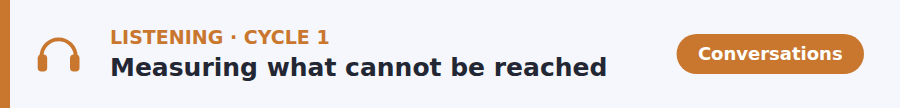 LISTENING · CYCLE 1
Measuring what cannot be reached
Conversations